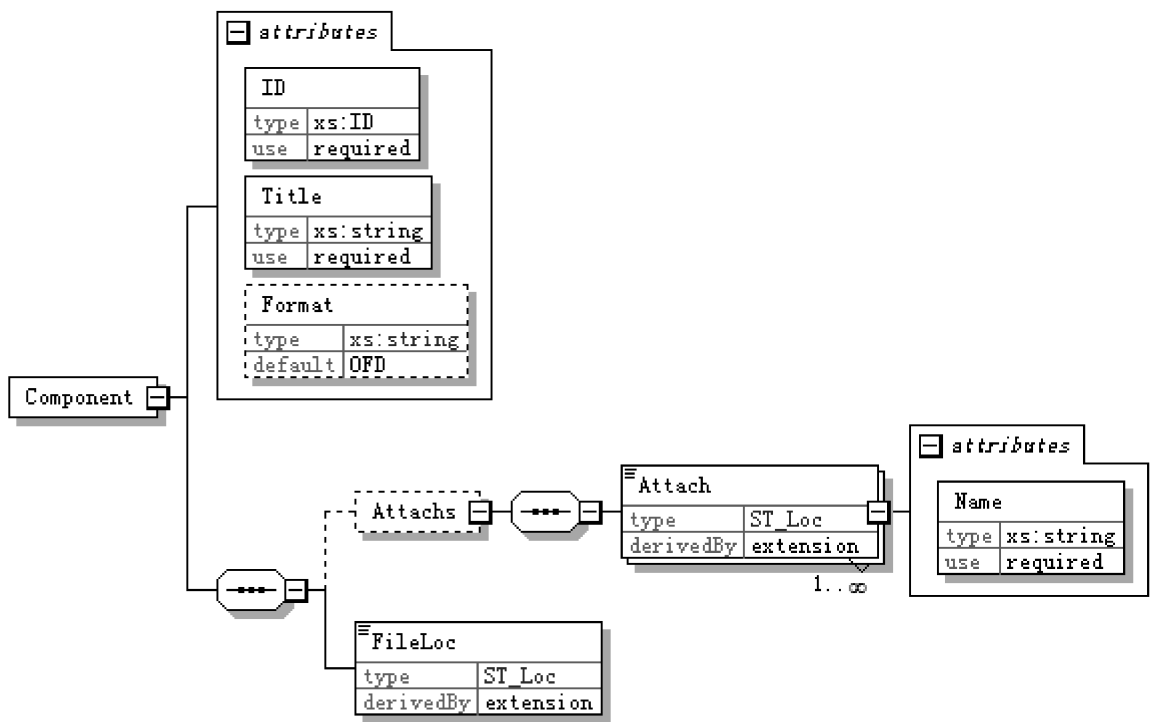 attributes
ID
type xs:ID
use required
Title
type xs:string
use required
Format
type xs:string
default OFD
Component
attributes
Attachs
Attach
type ST_Loc
derivedBy extension
1..∞
Name
type xs:string
use required
FileLoc
type ST_Loc
derivedBy extension